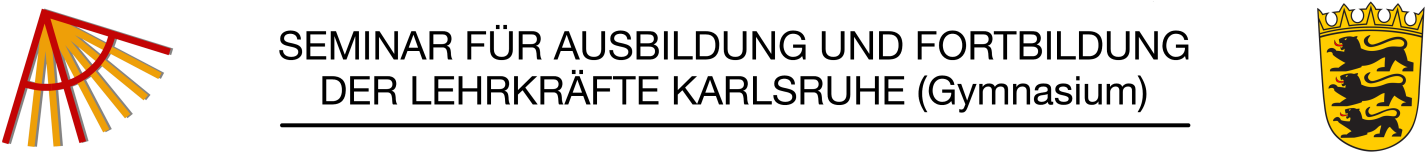 SEMINAR FÜR AUSBILDUNG UND FORTBILDUNG
DER LEHRKRÄFTE KARLSRUHE (Gymnasium)